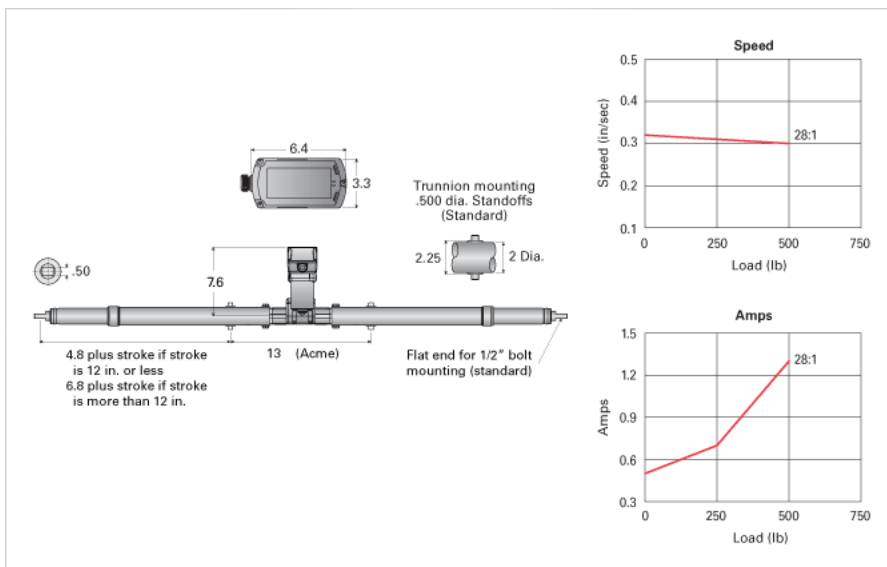 6.4
3.3
Trunnion mounting
.500 dia. Standoffs
(Standard)
2.25
2 Dia.
.50
7.6
4.8 plus stroke if stroke
is 12 in. or less
6.8 plus stroke if stroke
is more than 12 in.
13 (Acme)
Flat end for 1/2" bolt
mounting (standard)
Speed
Speed (in/sec)
0.5
0.4
0.3
0.2
0.1
28:1
0 250 500 750
Load (lb)
Amps
Amps
1.5
1.2
0.9
0.6
0.3
28:1
0 250 500 750
Load (lb)